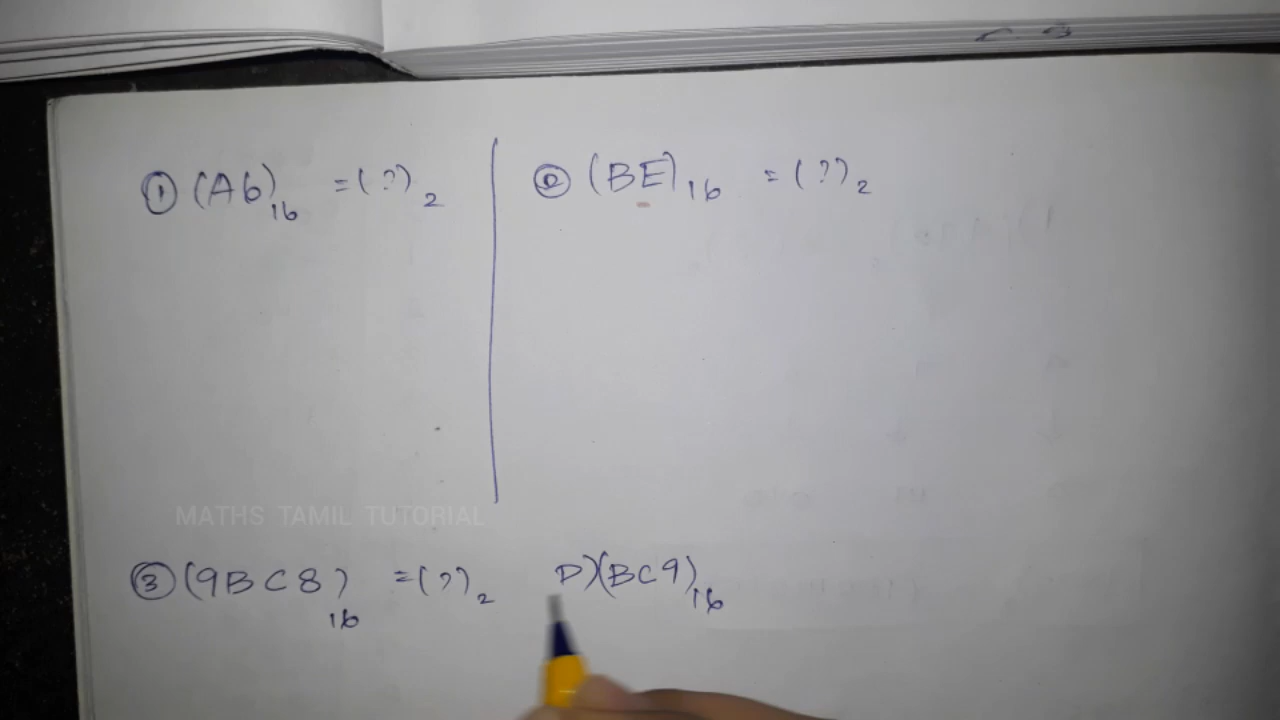 ① (A6)₁₆ = (?)₂
② (BE)₁₆ = (?)₂
MATHS TAMIL TUTORIAL
③ (9BC8)₁₆ = (?)₂ D)(BC9)₁₆